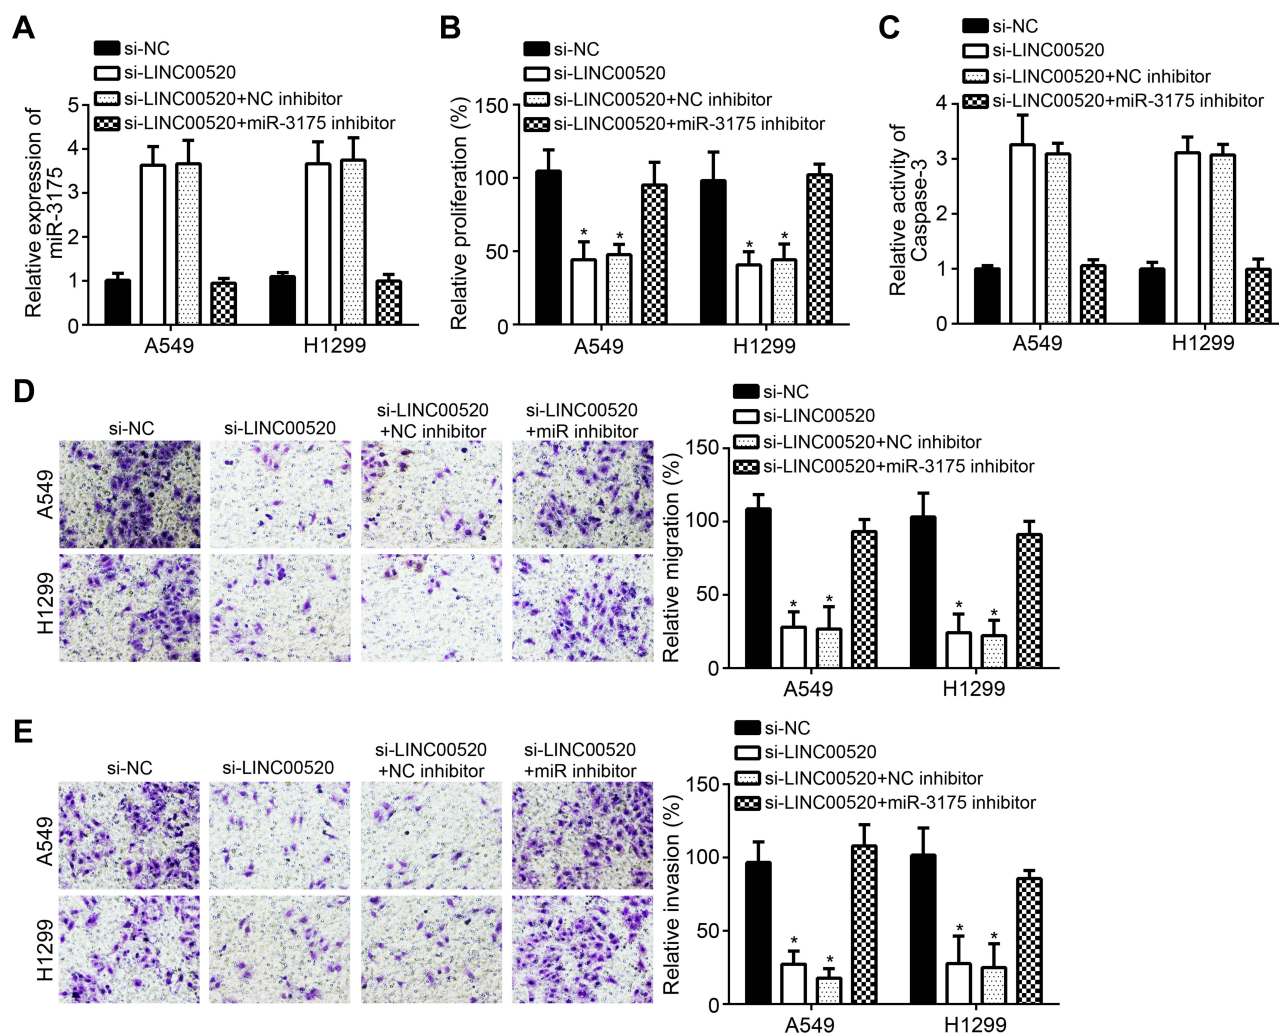 A
si-NC
si-LINC00520
si-LINC00520+NC inhibitor
si-LINC00520+miR-3175 inhibitor
Relative expression of
miR-3175
5
4
3
2
1
0
A549
H1299
B
si-NC
si-LINC00520
si-LINC00520+NC inhibitor
si-LINC00520+miR-3175 inhibitor
Relative proliferation (%)
150
100
50
0
* * * *
A549
H1299
C
si-NC
si-LINC00520
si-LINC00520+NC inhibitor
si-LINC00520+miR-3175 inhibitor
Relative activity of
Caspase-3
4
3
2
1
0
A549
H1299
D
si-NC
si-LINC00520
si-LINC00520
+NC inhibitor
si-LINC00520
+miR inhibitor
A549
H1299
si-NC
si-LINC00520
si-LINC00520+NC inhibitor
si-LINC00520+miR-3175 inhibitor
Relative migration (%)
150
100
50
0
* * * *
A549
H1299
E
si-NC
si-LINC00520
si-LINC00520
+NC inhibitor
si-LINC00520
+miR inhibitor
A549
H1299
si-NC
si-LINC00520
si-LINC00520+NC inhibitor
si-LINC00520+miR-3175 inhibitor
Relative invasion (%)
150
100
50
0
* * * *
A549
H1299